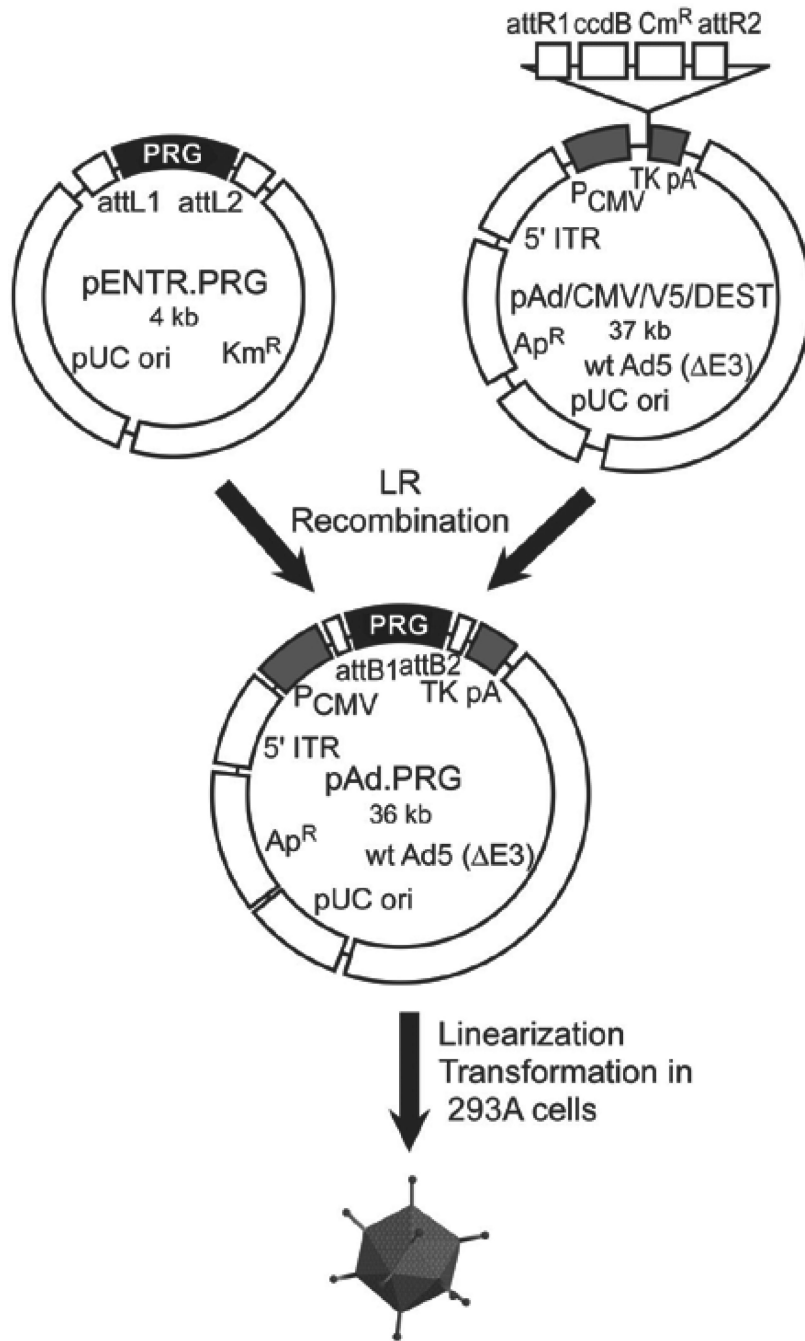 attR1 ccdB CmR attR2
PRG
attL1 attL2
pENTR.PRG
4 kb
pUC ori KmR
PCMV
TK pA
5' ITR
pAd/CMV/V5/DEST
37 kb
ApR
wt Ad5 (ΔE3)
pUC ori
LR
Recombination
PRG
attB1 attB2
PCMV
TK pA
5' ITR
pAd.PRG
36 kb
ApR
wt Ad5 (ΔE3)
pUC ori
Linearization
Transformation in
293A cells